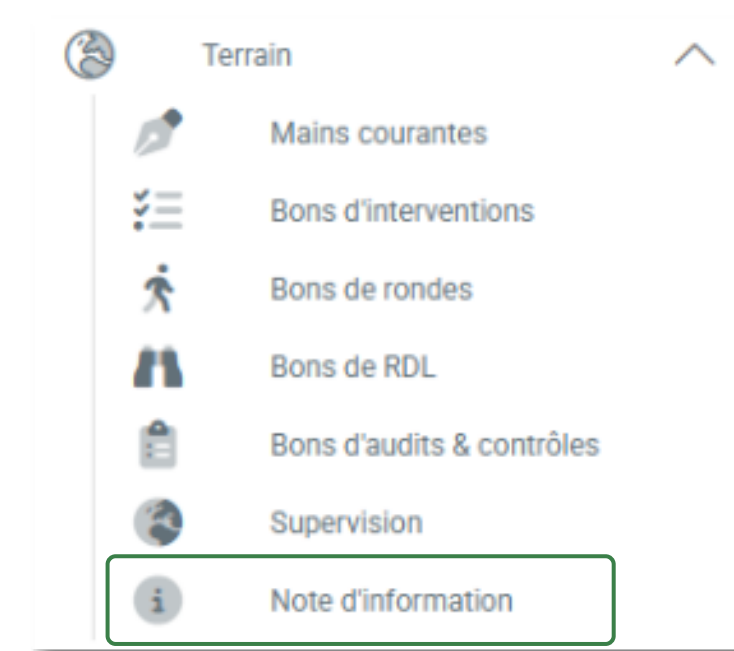 Terrain
Mains courantes
Bons d'interventions
Bons de rondes
Bons de RDL
Bons d'audits & contrôles
Supervision
Note d'information